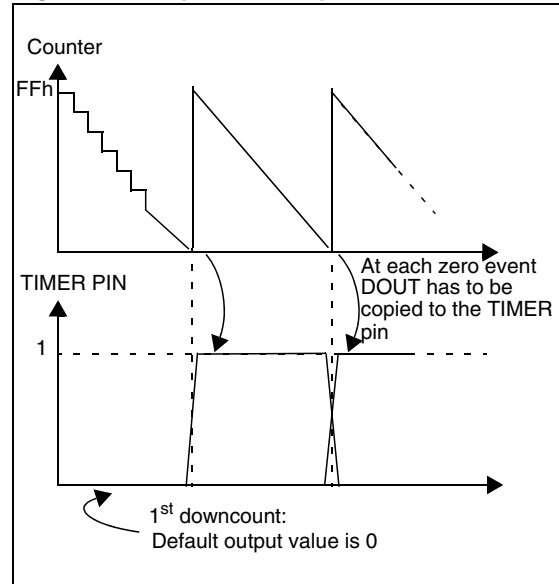 Counter
FFh
At each zero event
DOUT has to be
copied to the TIMER
pin
TIMER PIN
1
1st downcount:
Default output value is 0